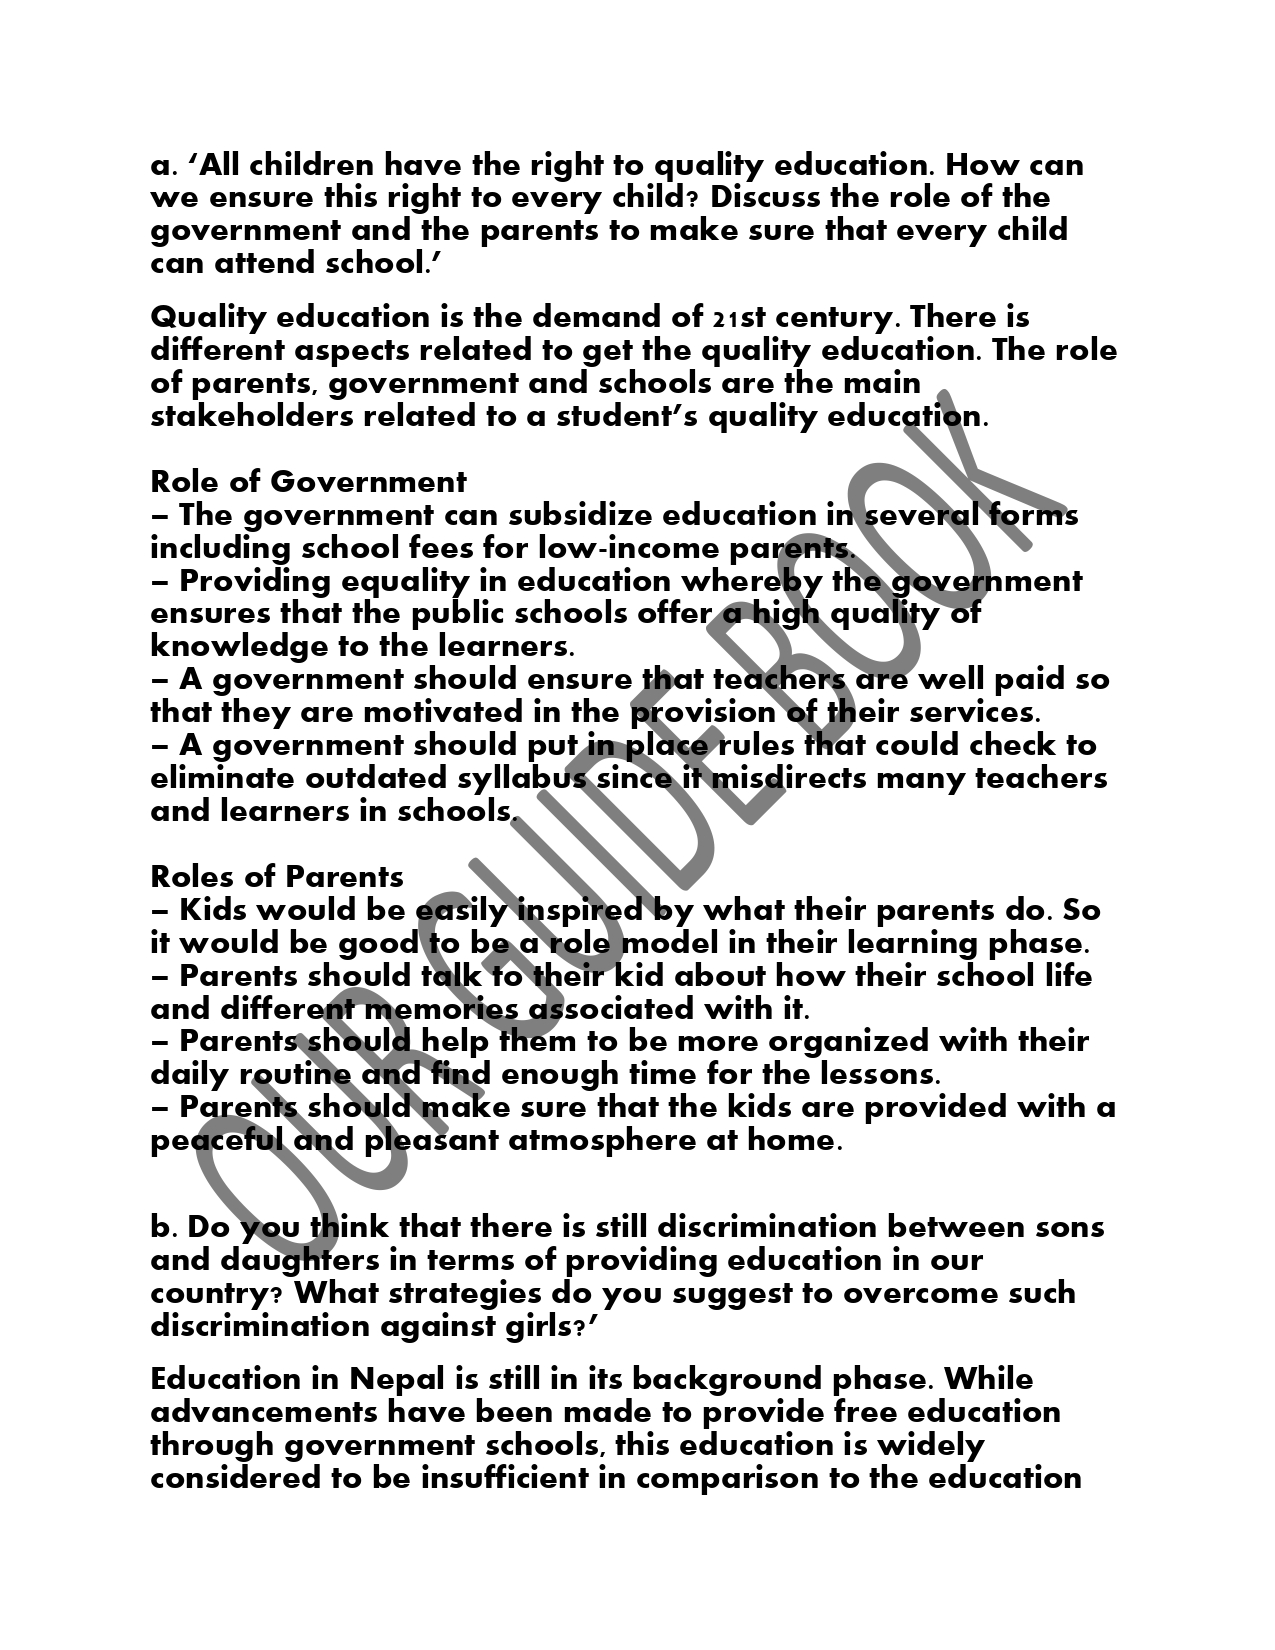 a. ‘All children have the right to quality education. How can
we ensure this right to every child? Discuss the role of the
government and the parents to make sure that every child
can attend school.’
Quality education is the demand of 21st century. There is
different aspects related to get the quality education. The role
of parents, government and schools are the main
stakeholders related to a student’s quality education.
Role of Government
– The government can subsidize education in several forms
including school fees for low-income parents.
– Providing equality in education whereby the government
ensures that the public schools offer a high quality of
knowledge to the learners.
– A government should ensure that teachers are well paid so
that they are motivated in the provision of their services.
– A government should put in place rules that could check to
eliminate outdated syllabus since it misdirects many teachers
and learners in schools.
Roles of Parents
– Kids would be easily inspired by what their parents do. So
it would be good to be a role model in their learning phase.
– Parents should talk to their kid about how their school life
and different memories associated with it.
– Parents should help them to be more organized with their
daily routine and find enough time for the lessons.
– Parents should make sure that the kids are provided with a
peaceful and pleasant atmosphere at home.
b. Do you think that there is still discrimination between sons
and daughters in terms of providing education in our
country? What strategies do you suggest to overcome such
discrimination against girls?’
Education in Nepal is still in its background phase. While
advancements have been made to provide free education
through government schools, this education is widely
considered to be insufficient in comparison to the education
OUR GUIDE BOOK